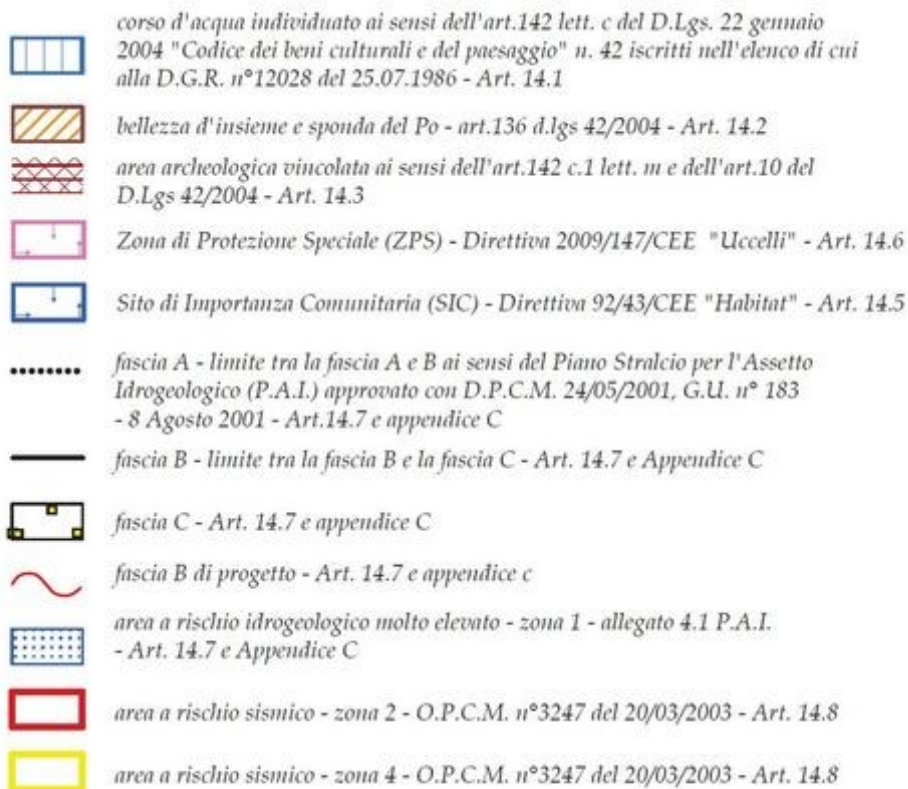 corso d'acqua individuato ai sensi dell'art.142 lett. c del D.Lgs. 22 gennaio
2004 "Codice dei beni culturali e del paesaggio" n. 42 iscritti nell'elenco di cui
alla D.G.R. n°12028 del 25.07.1986 - Art. 14.1
bellezza d'insieme e sponda del Po - art.136 d.lgs 42/2004 - Art. 14.2
area archeologica vincolata ai sensi dell'art.142 c.1 lett. m e dell'art.10 del
D.Lgs 42/2004 - Art. 14.3
Zona di Protezione Speciale (ZPS) - Direttiva 2009/147/CEE "Uccelli" - Art. 14.6
Sito di Importanza Comunitaria (SIC) - Direttiva 92/43/CEE "Habitat" - Art. 14.5
fascia A - limite tra la fascia A e B ai sensi del Piano Stralcio per l'Assetto
Idrogeologico (P.A.I.) approvato con D.P.C.M. 24/05/2001, G.U. n° 183
- 8 Agosto 2001 - Art.14.7 e appendice C
fascia B - limite tra la fascia B e la fascia C - Art. 14.7 e Appendice C
fascia C - Art. 14.7 e appendice C
fascia B di progetto - Art. 14.7 e appendice c
area a rischio idrogeologico molto elevato - zona 1 - allegato 4.1 P.A.I.
- Art. 14.7 e Appendice C
area a rischio sismico - zona 2 - O.P.C.M. n°3247 del 20/03/2003 - Art. 14.8
area a rischio sismico - zona 4 - O.P.C.M. n°3247 del 20/03/2003 - Art. 14.8